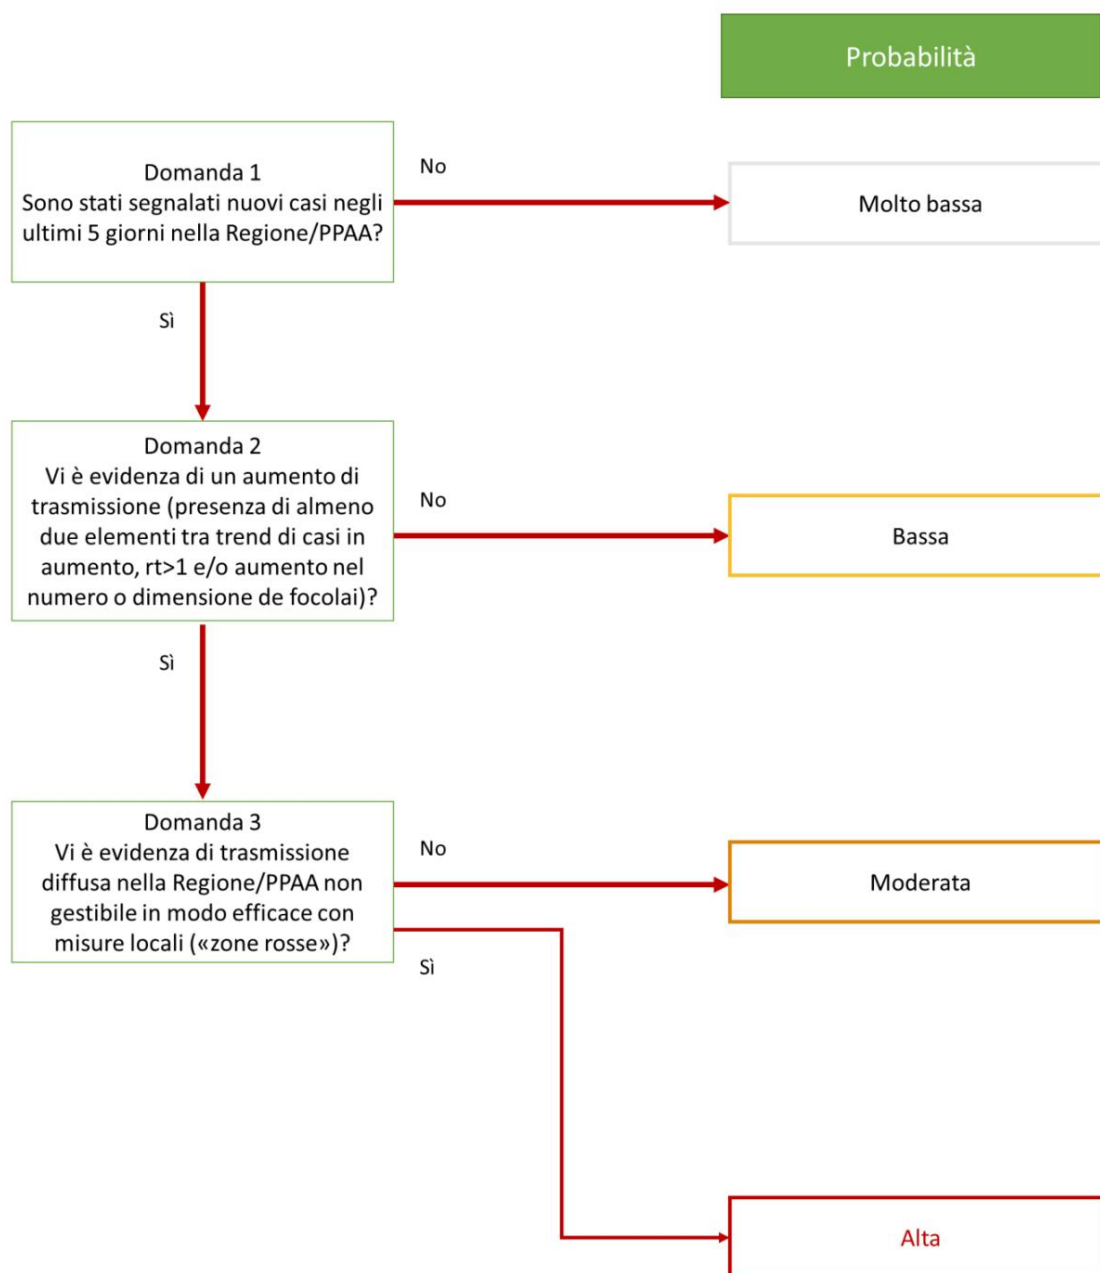 Probabilità
Domanda 1
Sono stati segnalati nuovi casi negli
ultimi 5 giorni nella Regione/PPAA?
No
Molto bassa
Sì
Domanda 2
Vi è evidenza di un aumento di
trasmissione (presenza di almeno
due elementi tra trend di casi in
aumento, rt>1 e/o aumento nel
numero o dimensione de focolai)?
No
Bassa
Sì
Domanda 3
Vi è evidenza di trasmissione
diffusa nella Regione/PPAA non
gestibile in modo efficace con
misure locali («zone rosse»)?
No
Moderata
Sì
Alta